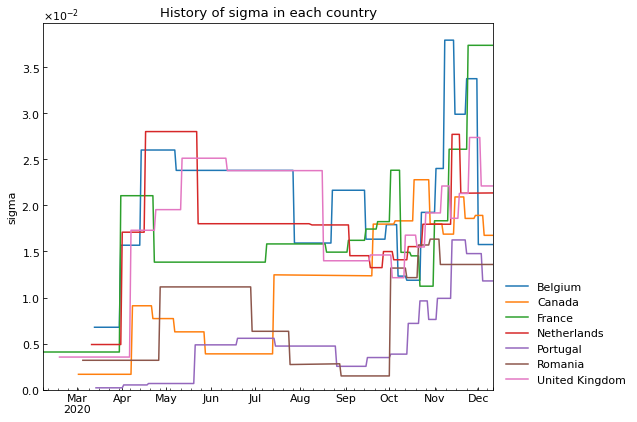 ×10⁻²
History of sigma in each country
sigma
3.5
3.0
2.5
2.0
1.5
1.0
0.5
0.0
Mar Apr May Jun Jul Aug Sep Oct Nov Dec
2020
Belgium
Canada
France
Netherlands
Portugal
Romania
United Kingdom